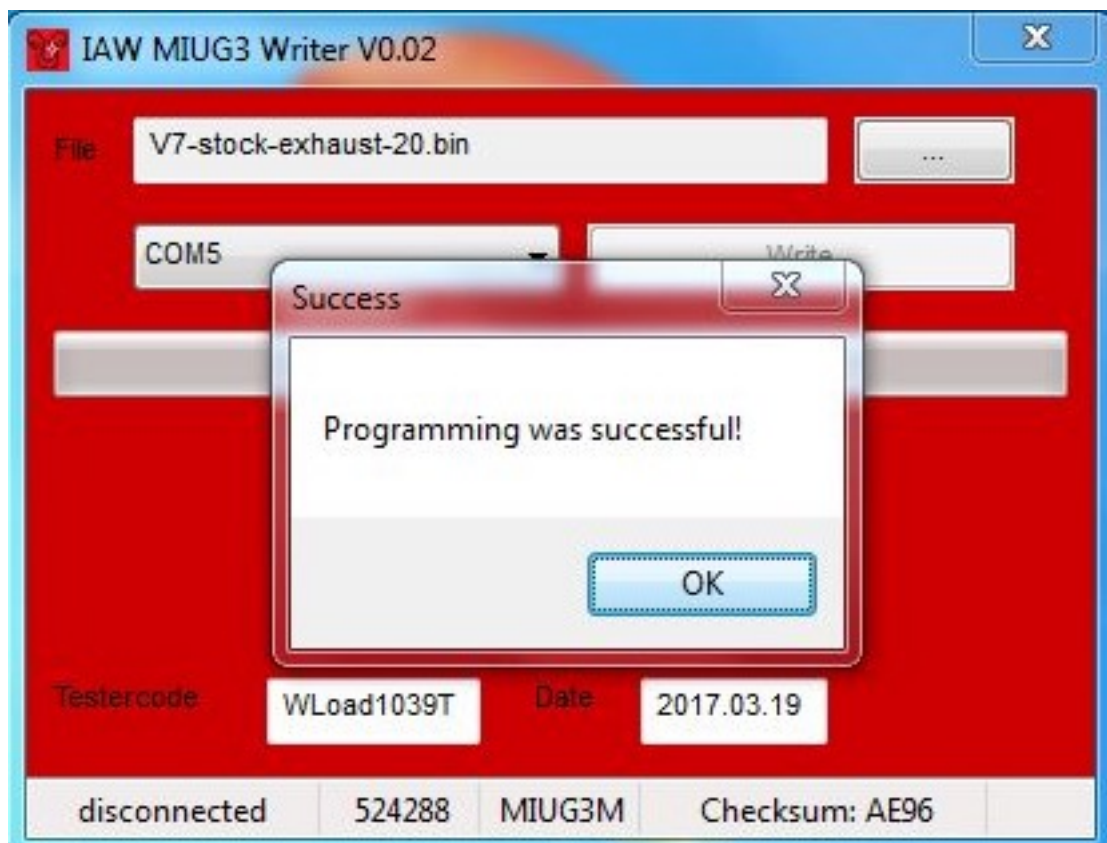 IAW MIUG3 Writer V0.02
File
V7-stock-exhaust-20.bin
...
COM5
Write
Success
Programming was successful!
OK
Testercode
WLoad1039T
Date
2017.03.19
disconnected
524288
MIUG3M
Checksum: AE96